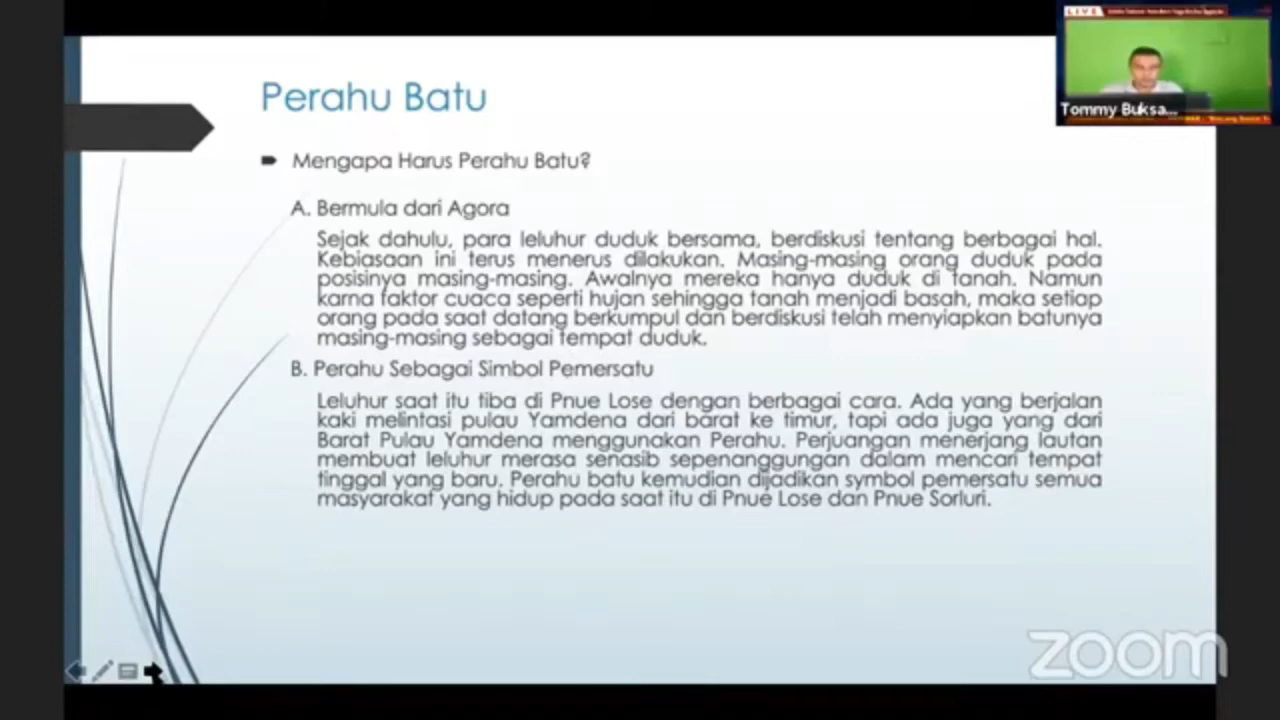 LIVE
Tommy Buksa...
Perahu Batu
Mengapa Harus Perahu Batu?
A. Bermula dari Agora
Sejak dahulu, para leluhur duduk bersama, berdiskusi tentang berbagai hal.
Kebiasaan ini terus menerus dilakukan. Masing-masing orang duduk pada
posisinya masing-masing. Awalnya mereka hanya duduk di tanah. Namun
karna faktor cuaca seperti hujan sehingga tanah menjadi basah, maka setiap
orang pada saat datang berkumpul dan berdiskusi telah menyiapkan batunya
masing-masing sebagai tempat duduk.
B. Perahu Sebagai Simbol Pemersatu
Leluhur saat itu tiba di Pnue Lose dengan berbagai cara. Ada yang berjalan
kaki melintasi pulau Yamdena dari barat ke timur, tapi ada juga yang dari
Barat Pulau Yamdena menggunakan Perahu. Perjuangan menerjang lautan
membuat leluhur merasa senasib sepenanggungan dalam mencari tempat
tinggal yang baru. Perahu batu kemudian dijadikan symbol pemersatu semua
masyarakat yang hidup pada saat itu di Pnue Lose dan Pnue Sorluri.
zoom